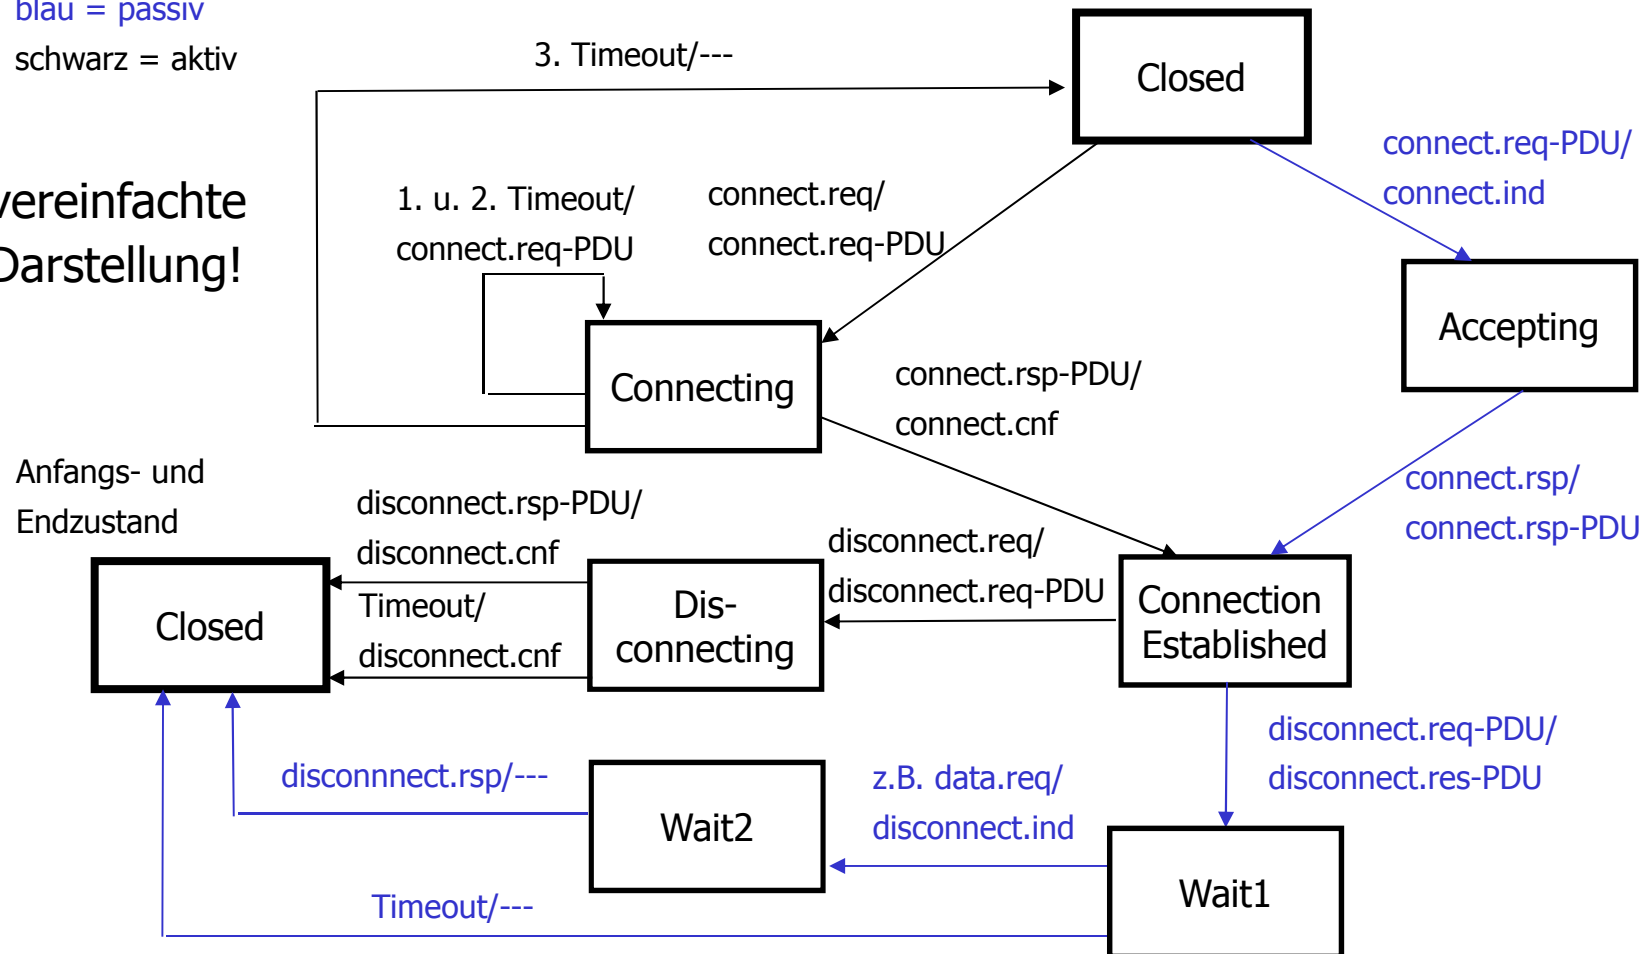 blau = passiv
schwarz = aktiv
3. Timeout/---
Closed
connect.req-PDU/
connect.ind
vereinfachte
Darstellung!
1. u. 2. Timeout/
connect.req-PDU
connect.req/
connect.req-PDU
Accepting
Connecting
connect.rsp-PDU/
connect.cnf
Anfangs- und
Endzustand
connect.rsp/
connect.rsp-PDU
disconnect.rsp-PDU/
disconnect.cnf
disconnect.req/
disconnect.req-PDU
Timeout/
disconnect.cnf
Closed
Dis-
connecting
Connection
Established
disconnect.req-PDU/
disconnect.res-PDU
disconnnect.rsp/---
Wait2
z.B. data.req/
disconnect.ind
Wait1
Timeout/---